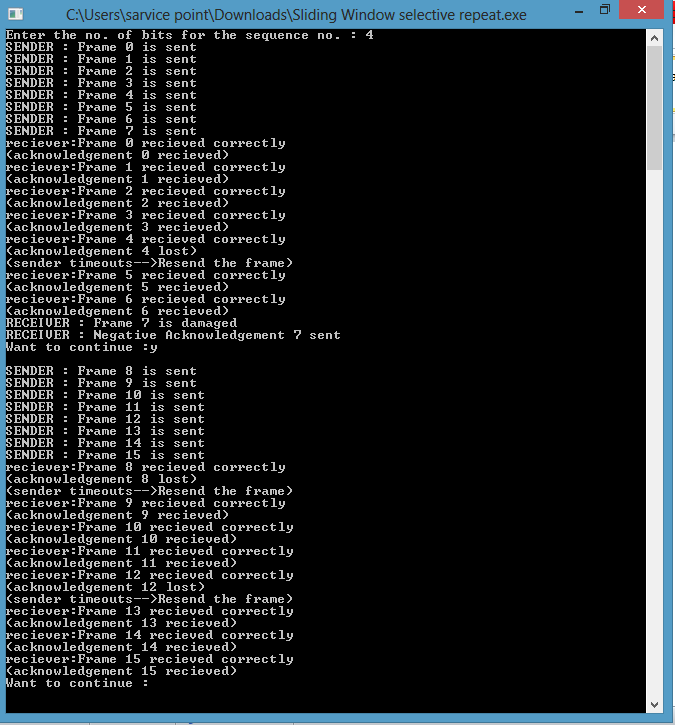 C:\Users\sarvice point\Downloads\Sliding Window selective repeat.exe
Enter the no. of bits for the sequence no. : 4
SENDER : Frame 0 is sent
SENDER : Frame 1 is sent
SENDER : Frame 2 is sent
SENDER : Frame 3 is sent
SENDER : Frame 4 is sent
SENDER : Frame 5 is sent
SENDER : Frame 6 is sent
SENDER : Frame 7 is sent
reciever:Frame 0 recieved correctly
(acknowledgement 0 recieved)
reciever:Frame 1 recieved correctly
(acknowledgement 1 recieved)
reciever:Frame 2 recieved correctly
(acknowledgement 2 recieved)
reciever:Frame 3 recieved correctly
(acknowledgement 3 recieved)
reciever:Frame 4 recieved correctly
(acknowledgement 4 lost)
(sender timeouts-->Resend the frame)
reciever:Frame 5 recieved correctly
(acknowledgement 5 recieved)
reciever:Frame 6 recieved correctly
(acknowledgement 6 recieved)
RECEIVER : Frame 7 is damaged
RECEIVER : Negative Acknowledgement 7 sent
Want to continue :y
SENDER : Frame 8 is sent
SENDER : Frame 9 is sent
SENDER : Frame 10 is sent
SENDER : Frame 11 is sent
SENDER : Frame 12 is sent
SENDER : Frame 13 is sent
SENDER : Frame 14 is sent
SENDER : Frame 15 is sent
reciever:Frame 8 recieved correctly
(acknowledgement 8 lost)
(sender timeouts-->Resend the frame)
reciever:Frame 9 recieved correctly
(acknowledgement 9 recieved)
reciever:Frame 10 recieved correctly
(acknowledgement 10 recieved)
reciever:Frame 11 recieved correctly
(acknowledgement 11 recieved)
reciever:Frame 12 recieved correctly
(acknowledgement 12 lost)
(sender timeouts-->Resend the frame)
reciever:Frame 13 recieved correctly
(acknowledgement 13 recieved)
reciever:Frame 14 recieved correctly
(acknowledgement 14 recieved)
reciever:Frame 15 recieved correctly
(acknowledgement 15 recieved)
Want to continue :